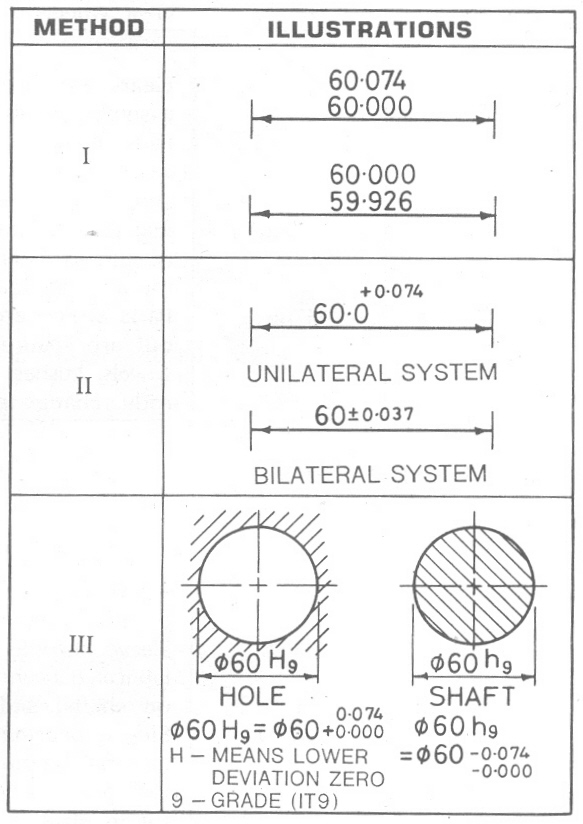 METHOD
ILLUSTRATIONS
I
60·074
60·000
60·000
59·926
II
+0·074
60·0
UNILATERAL SYSTEM
60±0·037
BILATERAL SYSTEM
III
ϕ60 H9
HOLE
ϕ60 H9 = ϕ60 +0·074
+0·000
H – MEANS LOWER
DEVIATION ZERO
9 – GRADE (IT9)
ϕ60 h9
SHAFT
ϕ60 h9
= ϕ60 -0·074
-0·000